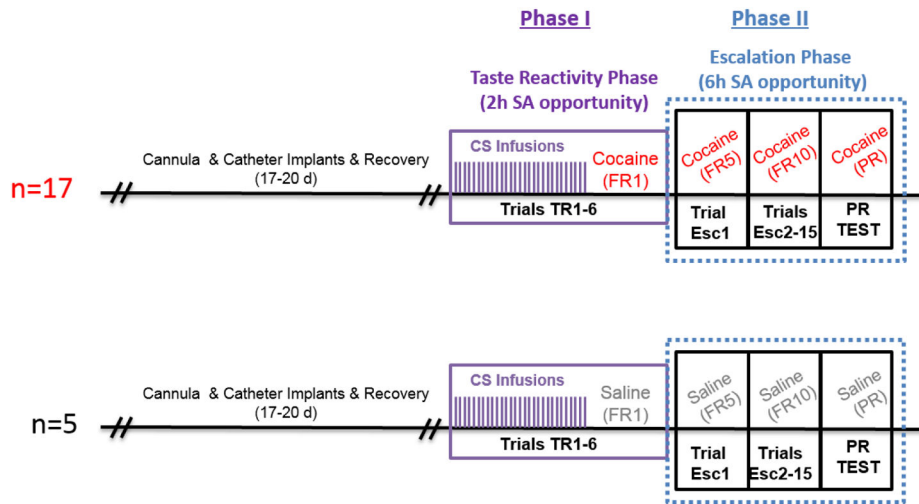 Phase I
Phase II
Taste Reactivity Phase
(2h SA opportunity)
Escalation Phase
(6h SA opportunity)
n=17
Cannula & Catheter Implants & Recovery
(17-20 d)
CS Infusions
Cocaine
(FR1)
Trials TR1-6
Cocaine
(FR5)
Cocaine
(FR10)
Cocaine
(PR)
Trial
Esc1
Trials
Esc2-15
PR
TEST
n=5
Cannula & Catheter Implants & Recovery
(17-20 d)
CS Infusions
Saline
(FR1)
Trials TR1-6
Saline
(FR5)
Saline
(FR10)
Saline
(PR)
Trial
Esc1
Trials
Esc2-15
PR
TEST